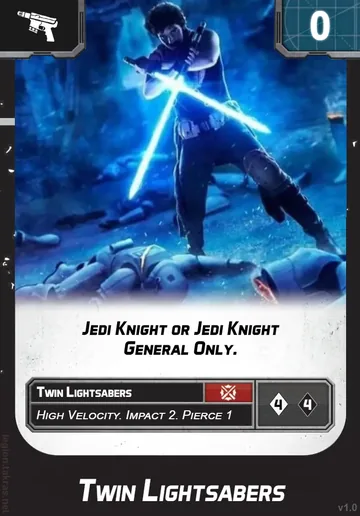 0
JEDI KNIGHT OR JEDI KNIGHT
GENERAL ONLY.
TWIN LIGHTSABERS
HIGH VELOCITY. IMPACT 2. PIERCE 1
4 4
TWIN LIGHTSABERS
v1.0